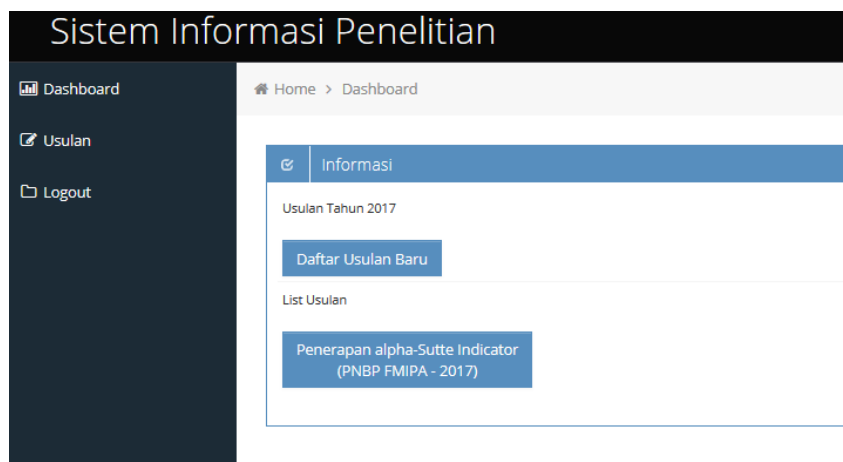 Sistem Informasi Penelitian
Dashboard
Home > Dashboard
Usulan
Informasi
Logout
Usulan Tahun 2017
Daftar Usulan Baru
List Usulan
Penerapan alpha-Sutte Indicator
(PNBP FMIPA - 2017)